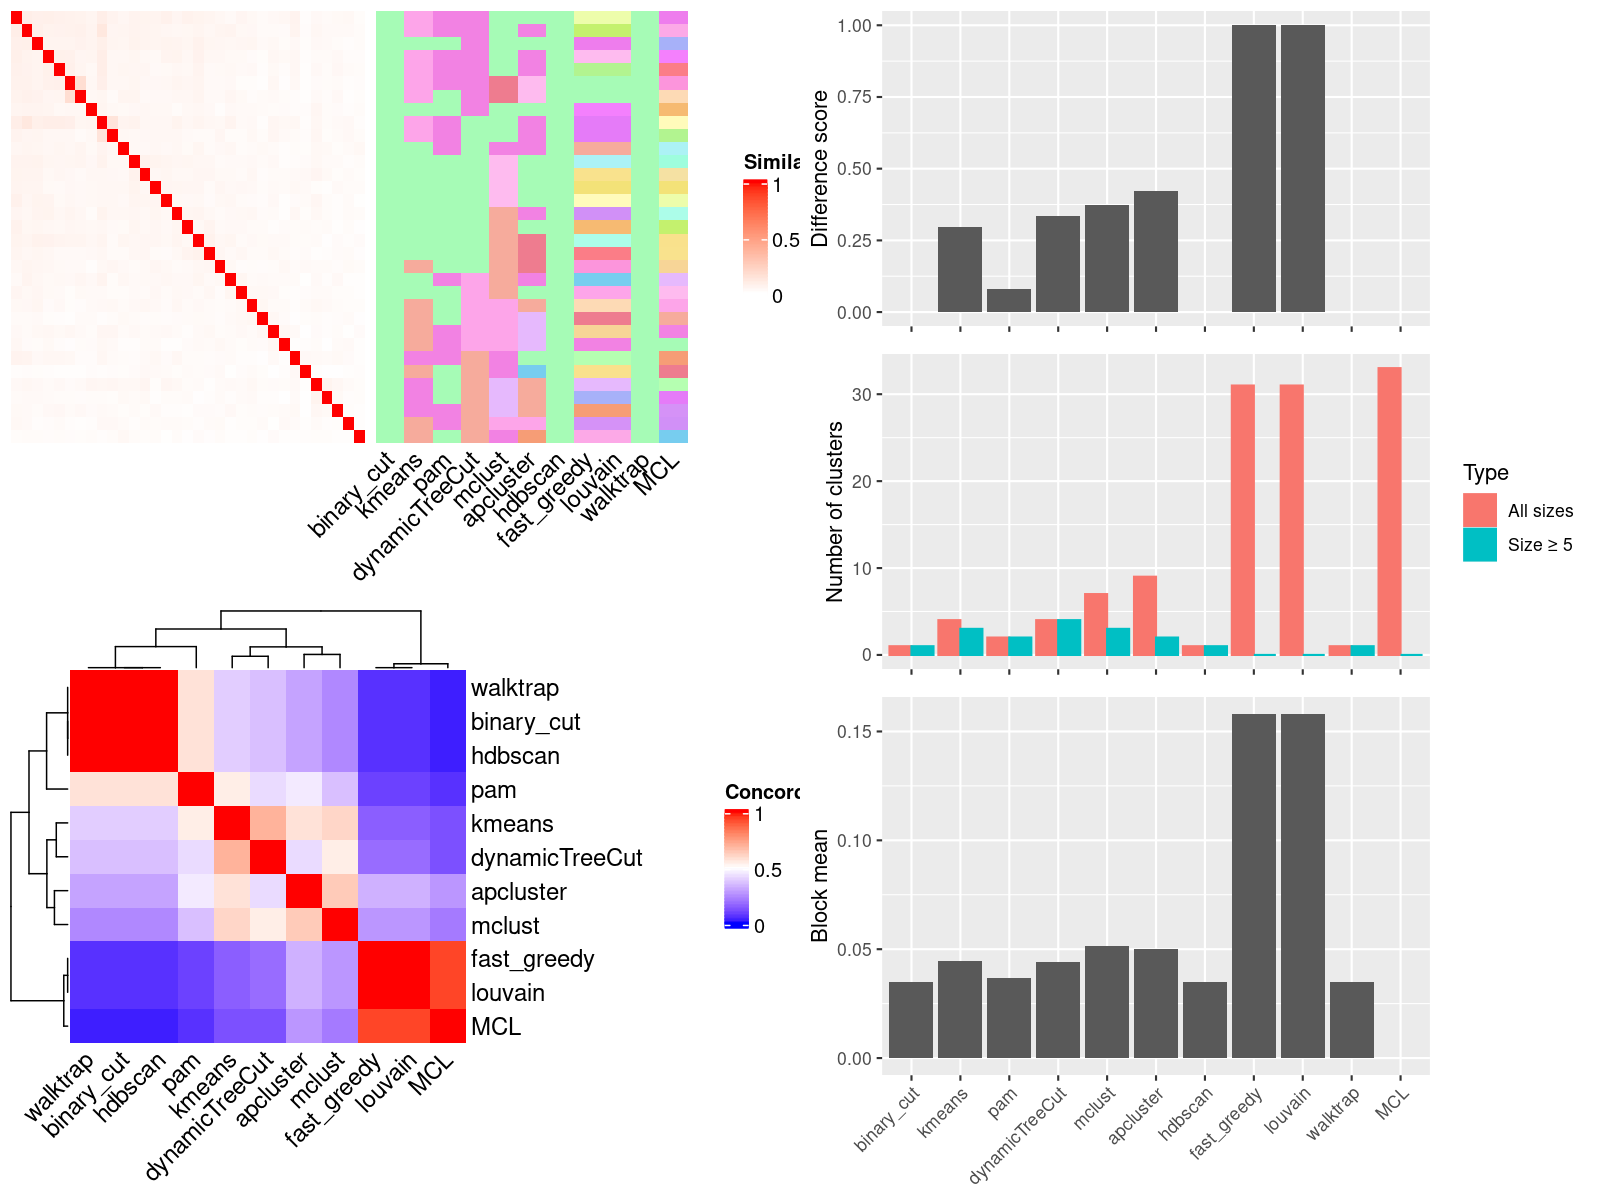 Simila
1
0.5
0
binary_cut
kmeans
pam
dynamicTreeCut
mclust
apcluster
hdbscan
fast_greedy
louvain
walktrap
MCL
Difference score
1.00
0.75
0.50
0.25
0.00
Number of clusters
30
20
10
0
Type
All sizes
Size ≥ 5
walktrap
binary_cut
hdbscan
pam
kmeans
dynamicTreeCut
apcluster
mclust
fast_greedy
louvain
MCL
walktrap
binary_cut
hdbscan
pam
kmeans
dynamicTreeCut
apcluster
mclust
fast_greedy
louvain
MCL
Concord
1
0.5
0
Block mean
0.15
0.10
0.05
0.00
binary_cut
kmeans
pam
dynamicTreeCut
mclust
apcluster
hdbscan
fast_greedy
louvain
walktrap
MCL